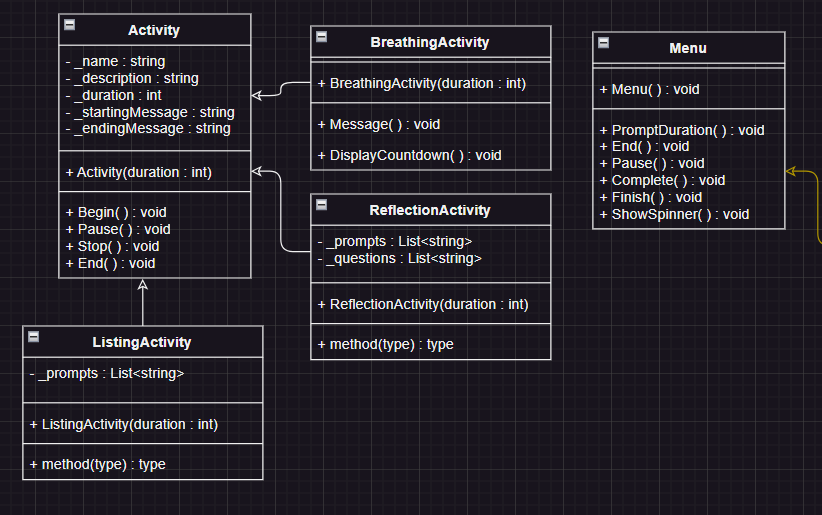 Activity
- _name : string
- _description : string
- _duration : int
- _startingMessage : string
- _endingMessage : string
+ Activity(duration : int)
+ Begin( ) : void
+ Pause( ) : void
+ Stop( ) : void
+ End( ) : void
BreathingActivity
+ BreathingActivity(duration : int)
+ Message( ) : void
+ DisplayCountdown( ) : void
Menu
+ Menu( ) : void
+ PromptDuration( ) : void
+ End( ) : void
+ Pause( ) : void
+ Complete( ) : void
+ Finish( ) : void
+ ShowSpinner( ) : void
ReflectionActivity
- _prompts : List<string>
- _questions : List<string>
+ ReflectionActivity(duration : int)
+ method(type) : type
ListingActivity
- _prompts : List<string>
+ ListingActivity(duration : int)
+ method(type) : type